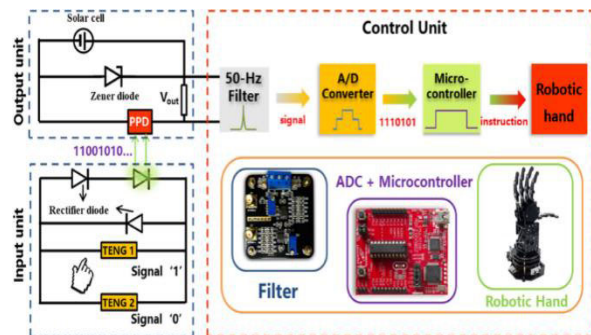 Solar cell
Control Unit
Output unit
Zener diode
Vout
PPD
50-Hz
Filter
signal
A/D
Converter
1110101
Micro-
controller
instruction
Robotic
hand
11001010...
Input unit
Rectifier diode
TENG 1
Signal '1'
TENG 2
Signal '0'
Filter
ADC + Microcontroller
Robotic Hand